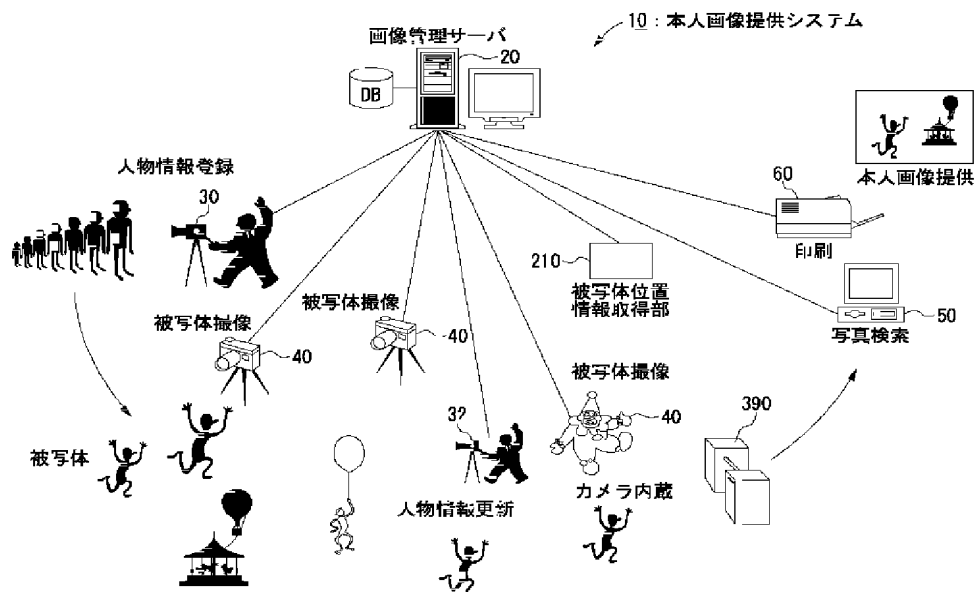 10：本人画像提供システム
画像管理サーバ
20
DB
人物情報登録
30
60
本人画像提供
印刷
210
被写体位置
情報取得部
50
写真検索
被写体撮像
40
被写体撮像
40
被写体撮像
40
32
390
被写体
人物情報更新
カメラ内蔵